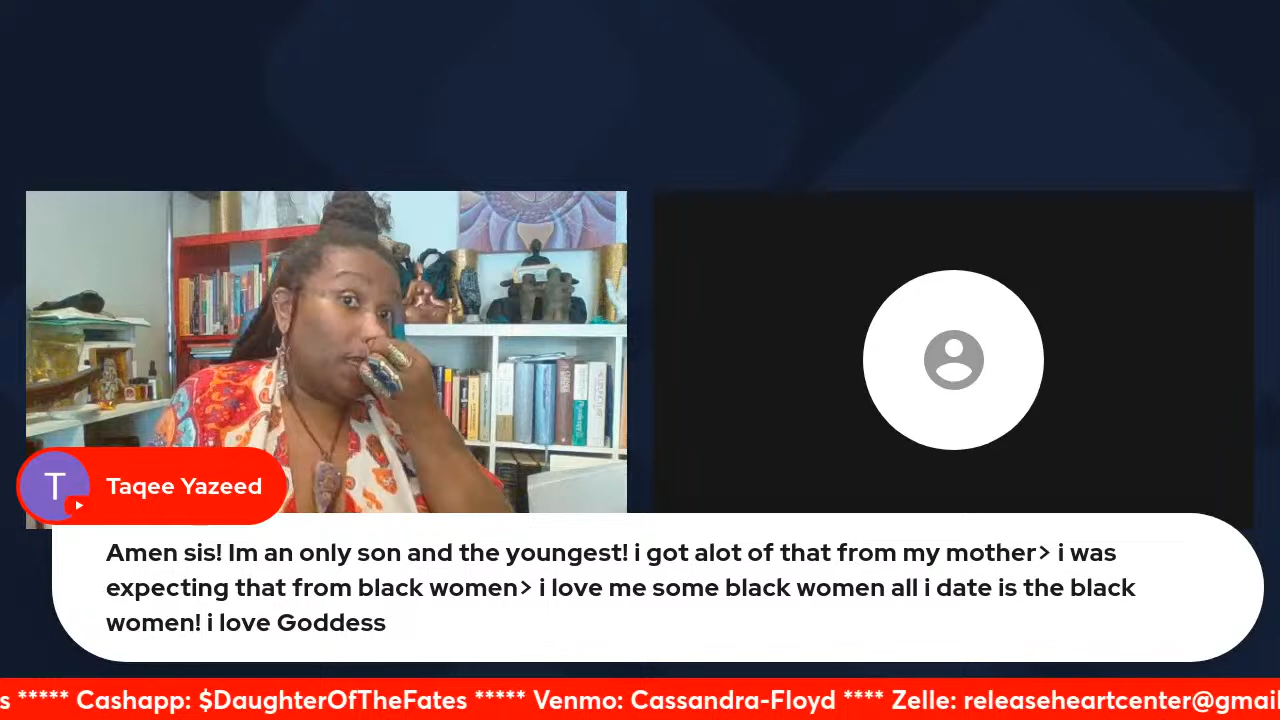 T
Taqee Yazeed
Amen sis! Im an only son and the youngest! i got alot of that from my mother> i was
expecting that from black women> i love me some black women all i date is the black
women! i love Goddess
s ***** Cashapp: $DaughterOfTheFates ***** Venmo: Cassandra-Floyd **** Zelle: releaseheartcenter@gmail